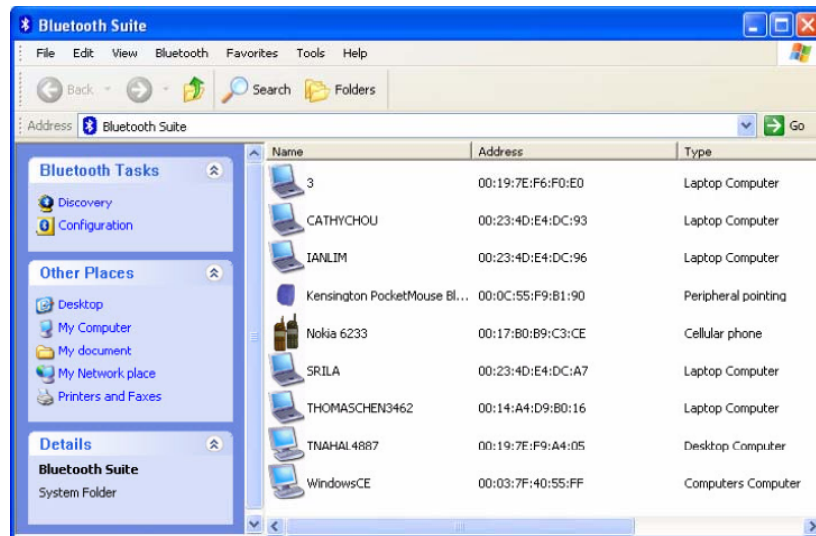 Bluetooth Suite
File Edit View Bluetooth Favorites Tools Help
Back Search Folders
Address Bluetooth Suite Go
Bluetooth Tasks
Discovery
Configuration
Other Places
Desktop
My Computer
My document
My Network place
Printers and Faxes
Details
Bluetooth Suite
System Folder
Name Address Type
3 00:19:7E:F6:F0:E0 Laptop Computer
CATHYCHOU 00:23:4D:E4:DC:93 Laptop Computer
IANLIM 00:23:4D:E4:DC:96 Laptop Computer
Kensington PocketMouse Bl... 00:0C:55:F9:B1:90 Peripheral pointing
Nokia 6233 00:17:B0:B9:C3:CE Cellular phone
SRILA 00:23:4D:E4:DC:A7 Laptop Computer
THOMASCHEN3462 00:14:A4:D9:B0:16 Laptop Computer
TNAHAL4887 00:19:7E:F9:A4:05 Desktop Computer
WindowsCE 00:03:7F:40:55:FF Computers Computer